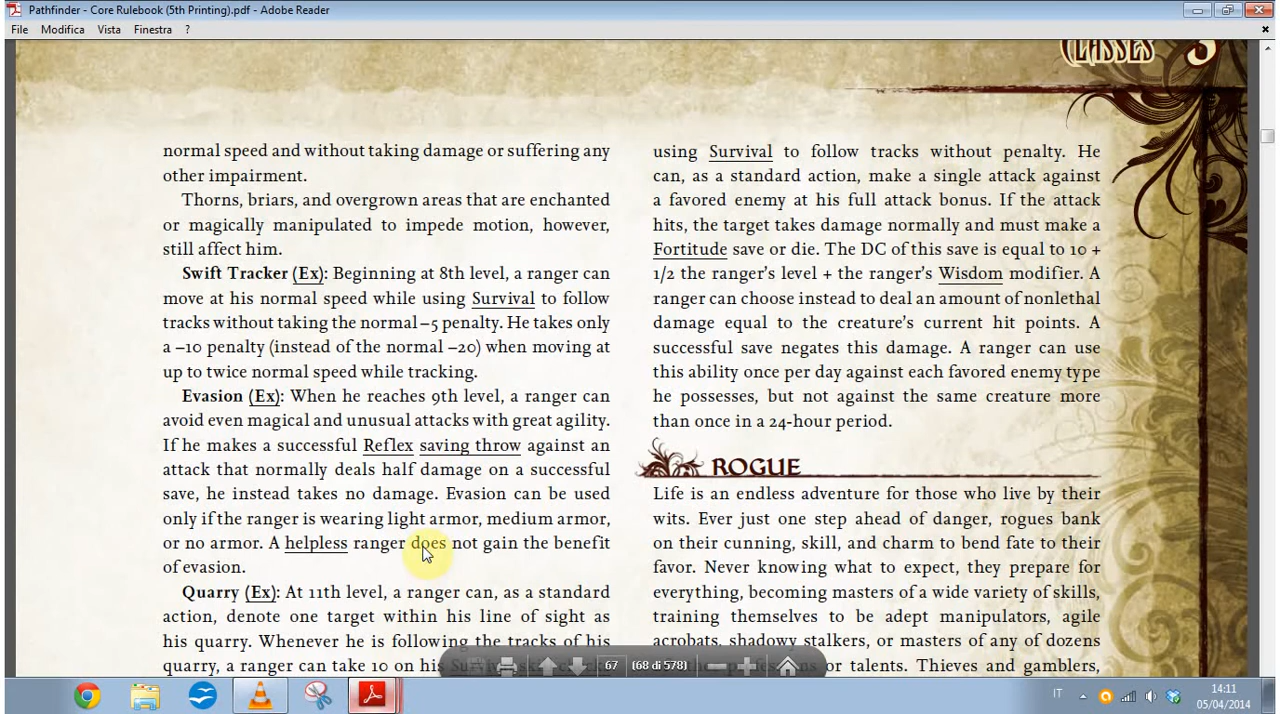 Pathfinder - Core Rulebook (5th Printing).pdf - Adobe Reader
File Modifica Vista Finestra ?
CLASSES 3
normal speed and without taking damage or suffering any
other impairment.
Thorns, briars, and overgrown areas that are enchanted
or magically manipulated to impede motion, however,
still affect him.
Swift Tracker (Ex): Beginning at 8th level, a ranger can
move at his normal speed while using Survival to follow
tracks without taking the normal –5 penalty. He takes only
a –10 penalty (instead of the normal –20) when moving at
up to twice normal speed while tracking.
Evasion (Ex): When he reaches 9th level, a ranger can
avoid even magical and unusual attacks with great agility.
If he makes a successful Reflex saving throw against an
attack that normally deals half damage on a successful
save, he instead takes no damage. Evasion can be used
only if the ranger is wearing light armor, medium armor,
or no armor. A helpless ranger does not gain the benefit
of evasion.
Quarry (Ex): At 11th level, a ranger can, as a standard
action, denote one target within his line of sight as
his quarry. Whenever he is following the tracks of his
quarry, a ranger can take 10 on his
using Survival to follow tracks without penalty. He
can, as a standard action, make a single attack against
a favored enemy at his full attack bonus. If the attack
hits, the target takes damage normally and must make a
Fortitude save or die. The DC of this save is equal to 10 +
1/2 the ranger's level + the ranger's Wisdom modifier. A
ranger can choose instead to deal an amount of nonlethal
damage equal to the creature's current hit points. A
successful save negates this damage. A ranger can use
this ability once per day against each favored enemy type
he possesses, but not against the same creature more
than once in a 24-hour period.
ROGUE
Life is an endless adventure for those who live by their
wits. Ever just one step ahead of danger, rogues bank
on their cunning, skill, and charm to bend fate to their
favor. Never knowing what to expect, they prepare for
everything, becoming masters of a wide variety of skills,
training themselves to be adept manipulators, agile
acrobats, shadowy stalkers, or masters of any of dozens
or talents. Thieves and gamblers,
67 (68 di 578)
IT
14:11
05/04/2014